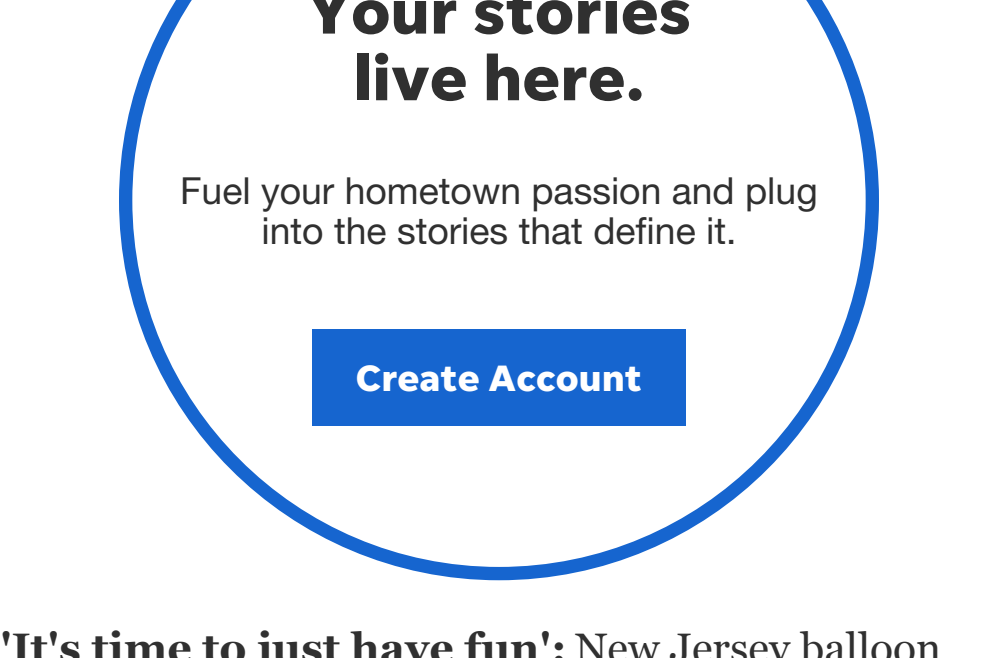 Your stories
live here.
Fuel your hometown passion and plug
into the stories that define it.
Create Account
'It's time to just have fun': New Jersey balloon